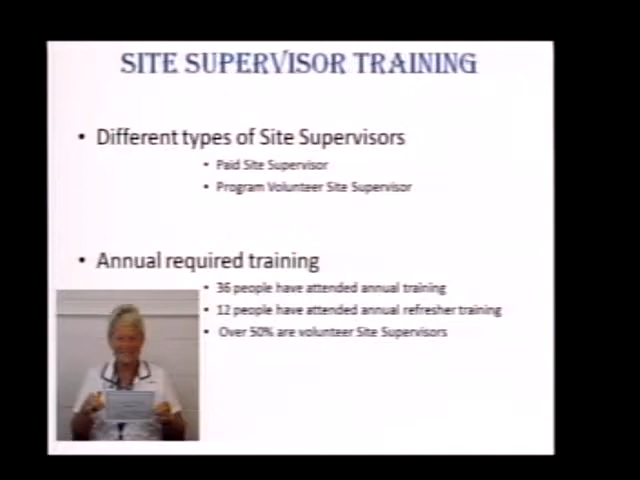 SITE SUPERVISOR TRAINING
• Different types of Site Supervisors
• Paid Site Supervisor
• Program Volunteer Site Supervisor
• Annual required training
• 36 people have attended annual training
• 12 people have attended annual refresher training
• Over 50% are volunteer Site Supervisors